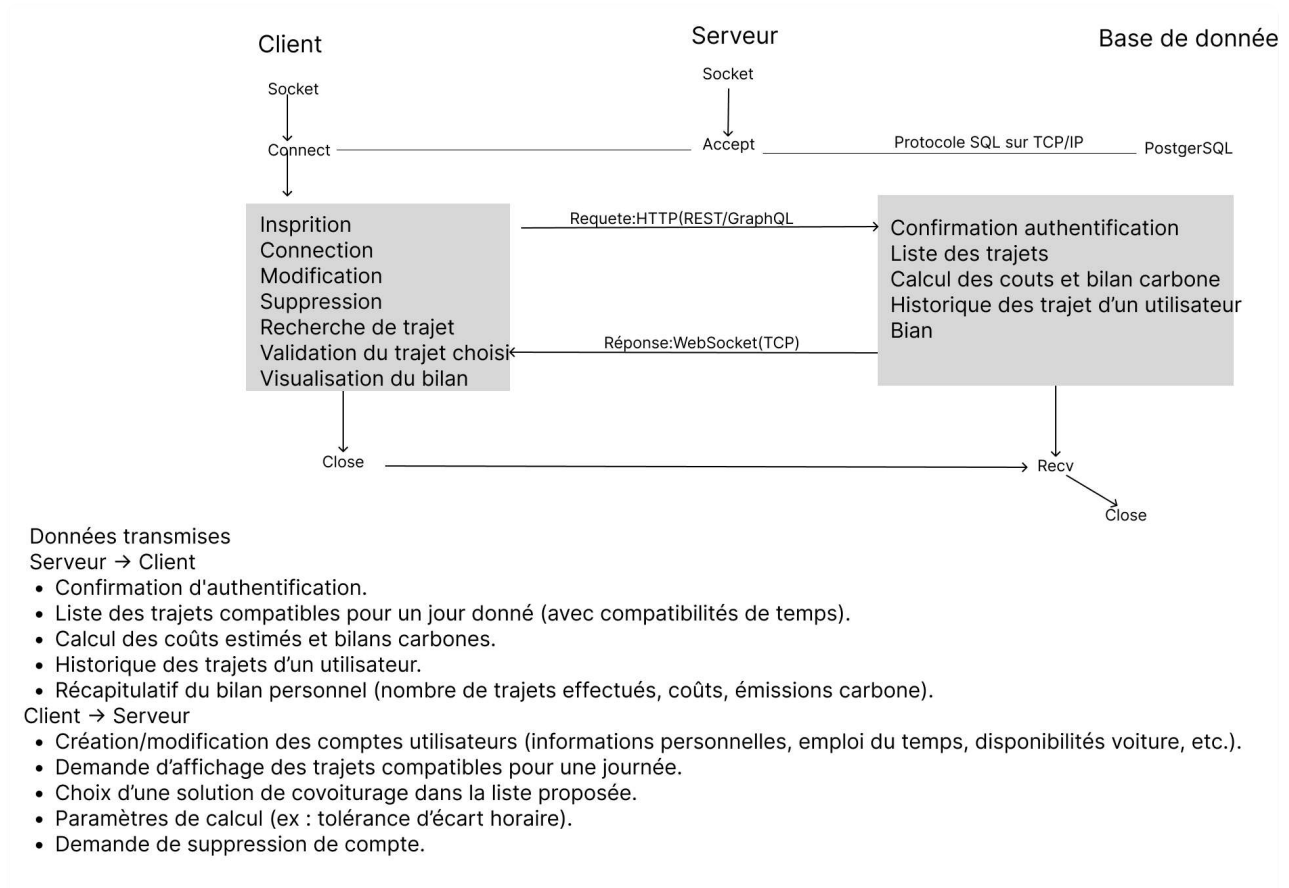 Client
Serveur
Base de donnée
Socket
Socket
Connect
Accept
Protocole SQL sur TCP/IP
PostgerSQL
Insprition
Connection
Modification
Suppression
Recherche de trajet
Validation du trajet choisi
Visualisation du bilan
Requete:HTTP(REST/GraphQL
Réponse:WebSocket(TCP)
Confirmation authentification
Liste des trajets
Calcul des couts et bilan carbone
Historique des trajet d’un utilisateur
Bian
Close
Recv
Close
Données transmises
Serveur → Client
• Confirmation d'authentification.
• Liste des trajets compatibles pour un jour donné (avec compatibilités de temps).
• Calcul des coûts estimés et bilans carbones.
• Historique des trajets d’un utilisateur.
• Récapitulatif du bilan personnel (nombre de trajets effectués, coûts, émissions carbone).
Client → Serveur
• Création/modification des comptes utilisateurs (informations personnelles, emploi du temps, disponibilités voiture, etc.).
• Demande d’affichage des trajets compatibles pour une journée.
• Choix d’une solution de covoiturage dans la liste proposée.
• Paramètres de calcul (ex : tolérance d’écart horaire).
• Demande de suppression de compte.